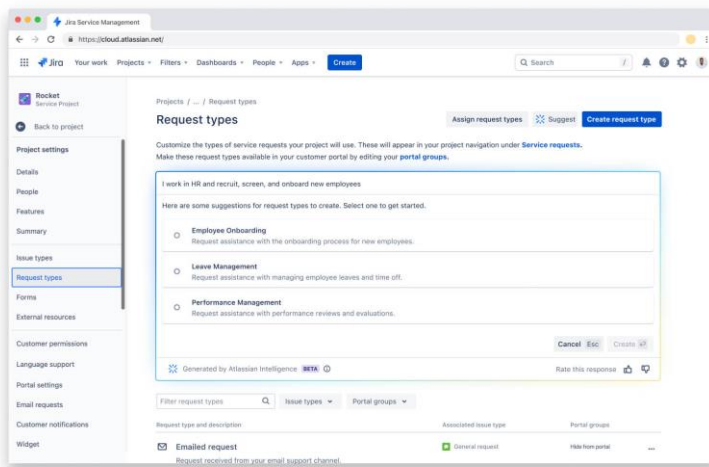 Jira Service Management
https://cloud.atlassian.net/
Jira Your work Projects Filters Dashboards People Apps Create Search /
Rocket
Service Project
Back to project
Project settings
Details
People
Features
Summary
Issue types
Request types
Forms
External resources
Customer permissions
Language support
Portal settings
Email requests
Customer notifications
Widget
Projects / ... / Request types
Request types
Assign request types Suggest Create request type
Customize the types of service requests your project will use. These will appear in your project navigation under Service requests.
Make these request types available in your customer portal by editing your portal groups.
I work in HR and recruit, screen, and onboard new employees
Here are some suggestions for request types to create. Select one to get started.
Employee Onboarding
Request assistance with the onboarding process for new employees.
Leave Management
Request assistance with managing employee leaves and time off.
Performance Management
Request assistance with performance reviews and evaluations.
Cancel Esc Create
Generated by Atlassian Intelligence BETA
Rate this response
Filter request types Issue types Portal groups
Request type and description Associated issue type Portal groups
Emailed request General request Hide from portal ...
Request received from your email support channel.